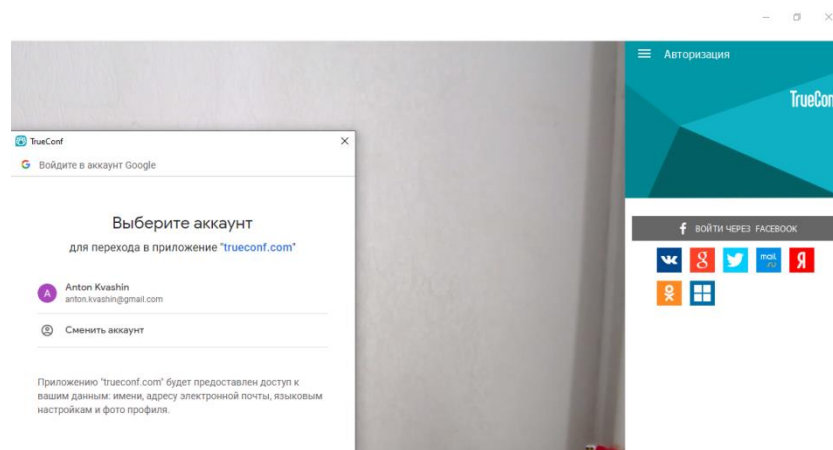 Авторизация
TrueCon
TrueConf
Войдите в аккаунт Google
Выберите аккаунт
для перехода в приложение "trueconf.com"
A
Anton Kvashin
anton.kvashin@gmail.com
Сменить аккаунт
Приложению "trueconf.com" будет предоставлен доступ к
вашим данным: имени, адресу электронной почты, языковым
настройкам и фото профиля.
f ВОЙТИ ЧЕРЕЗ FACEBOOK
8 mail.ru Я